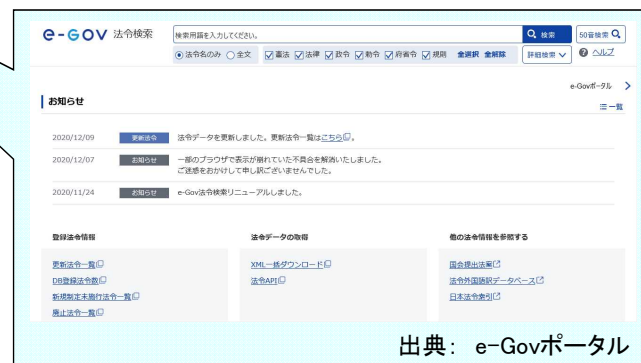 e-GOV 法令検索
検索用語を入力してください。
検索
50音検索
法令名のみ 全文 憲法 法律 政令 勅令 府省令 規則 全選択 全解除
詳細検索
ヘルプ
e-Govポータル
お知らせ
一覧
2020/12/09 更新法令 法令データを更新しました。更新法令一覧はこちら。
2020/12/07 お知らせ 一部のブラウザで表示が崩れていた不具合を解消いたしました。
ご迷惑をおかけして申し訳ございませんでした。
2020/11/24 お知らせ e-Gov法令検索リニューアルしました。
登録法令情報
更新法令一覧
DB登録法令数
新規制定未施行法令一覧
廃止法令一覧
法令データの取得
XML一括ダウンロード
法令API
他の法令情報を参照する
国会提出法案
法令外国語訳データベース
日本法令索引
出典: e-Govポータル